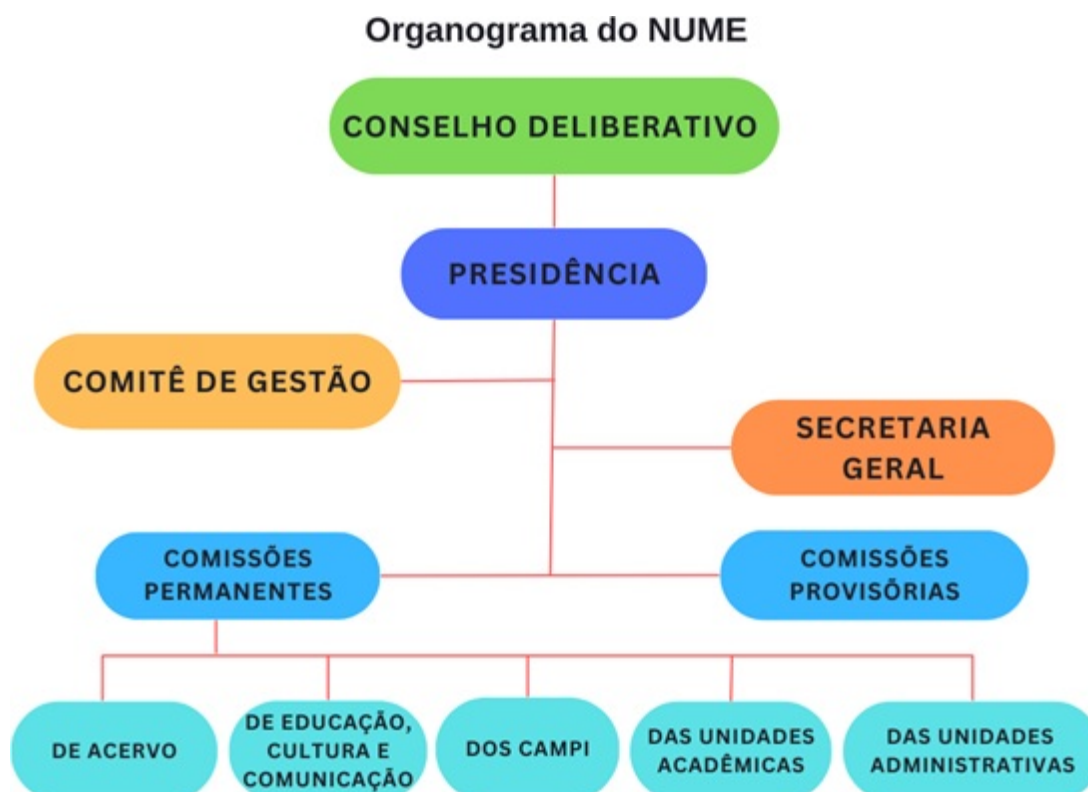 Organograma do NUME
CONSELHO DELIBERATIVO
PRESIDÊNCIA
COMITÊ DE GESTÃO
SECRETARIA
GERAL
COMISSÕES
PERMANENTES
COMISSÕES
PROVISÕRIAS
DE ACERVO
DE EDUCAÇÃO,
CULTURA E
COMUNICAÇÃO
DOS CAMPI
DAS UNIDADES
ACADÊMICAS
DAS UNIDADES
ADMINISTRATIVAS